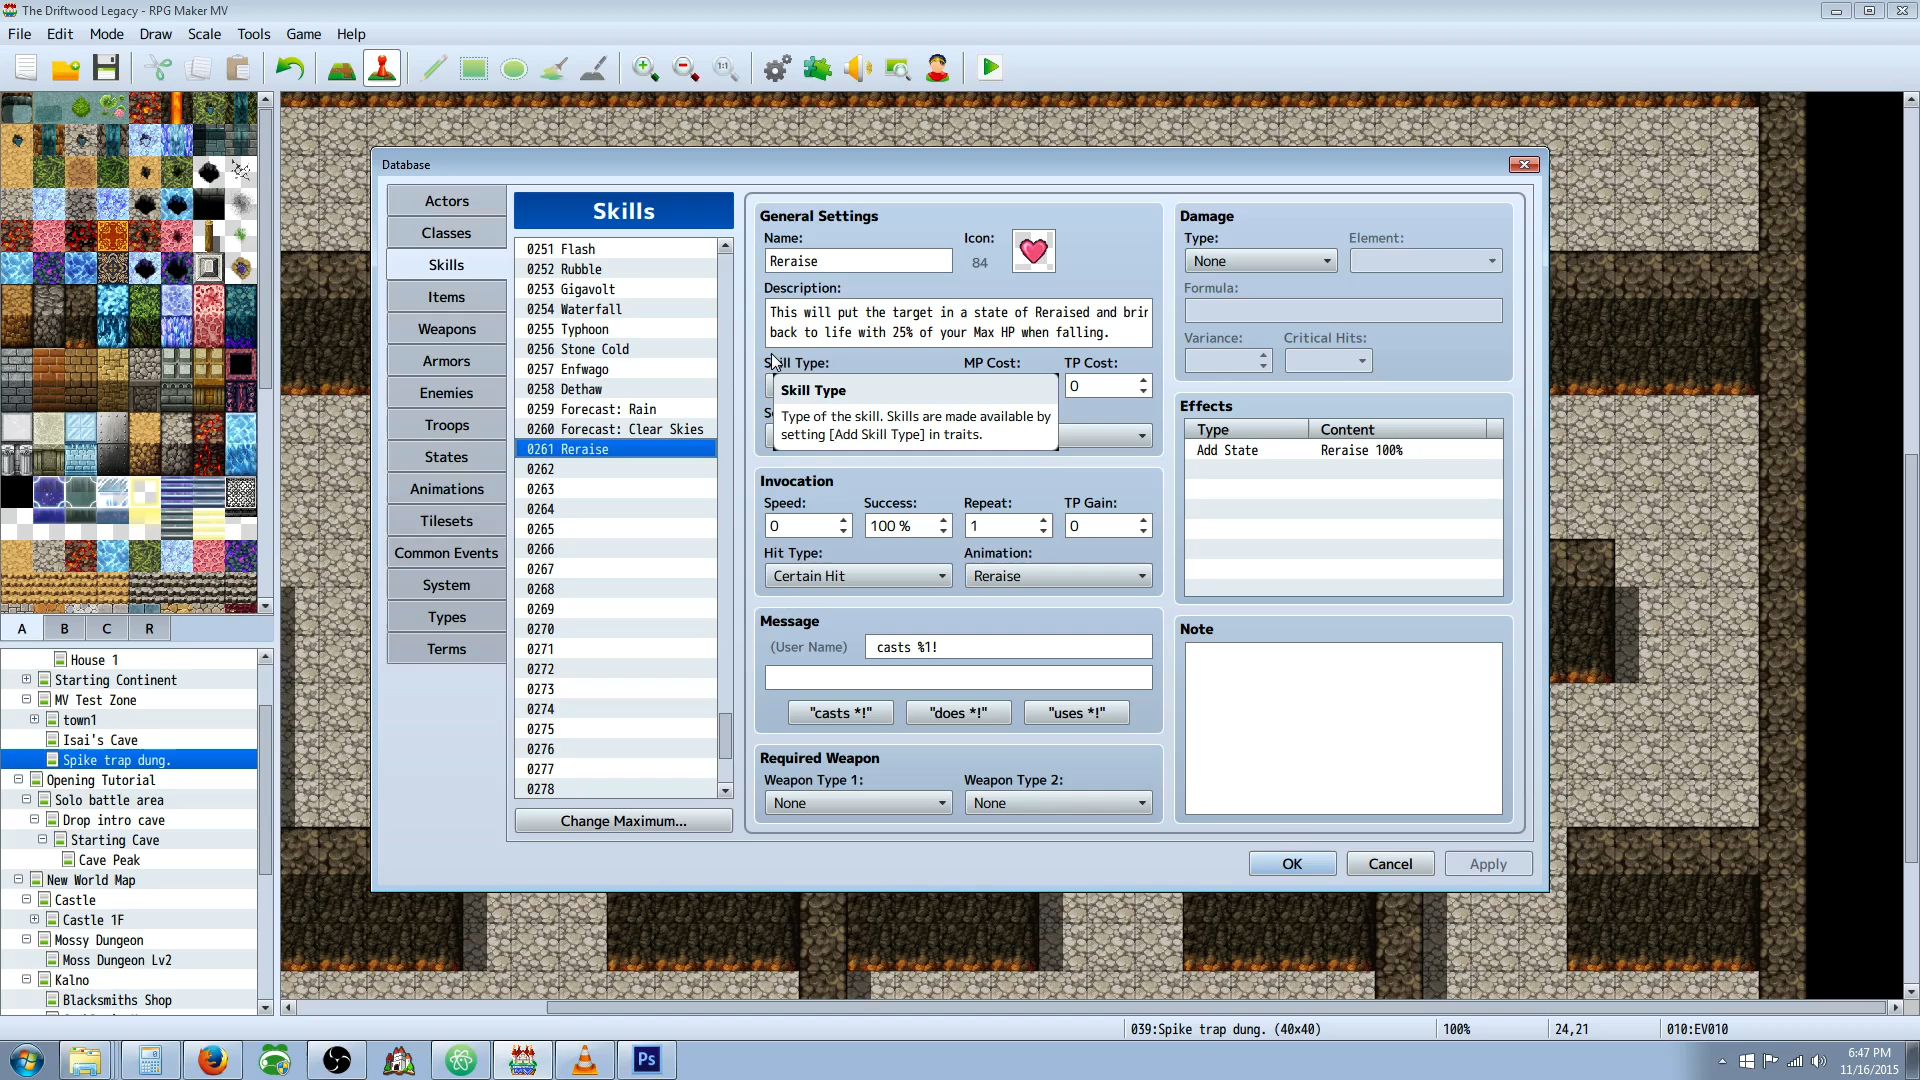 The Driftwood Legacy - RPG Maker MV
File Edit Mode Draw Scale Tools Game Help
1:1
Database
Actors
Classes
Skills
Items
Weapons
Armors
Enemies
Troops
States
Animations
Tilesets
Common Events
System
Types
Terms
Skills
0251 Flash
0252 Rubble
0253 Gigavolt
0254 Waterfall
0255 Typhoon
0256 Stone Cold
0257 Enfwago
0258 Dethaw
0259 Forecast: Rain
0260 Forecast: Clear Skies
0261 Reraise
0262
0263
0264
0265
0266
0267
0268
0269
0270
0271
0272
0273
0274
0275
0276
0277
0278
Change Maximum...
General Settings
Name: Icon:
Reraise 84
Description:
This will put the target in a state of Reraised and brin
back to life with 25% of your Max HP when falling.
Skill Type: MP Cost: TP Cost:
0
Skill Type
Type of the skill. Skills are made available by
setting [Add Skill Type] in traits.
Invocation
Speed: Success: Repeat: TP Gain:
0 100 % 1 0
Hit Type: Animation:
Certain Hit Reraise
Message
(User Name) casts %1!
"casts *!" "does *!" "uses *!"
Required Weapon
Weapon Type 1: Weapon Type 2:
None None
Damage
Type: Element:
None
Formula:
Variance: Critical Hits:
Effects
Type Content
Add State Reraise 100%
Note
OK Cancel Apply
A B C R
House 1
Starting Continent
MV Test Zone
town1
Isai's Cave
Spike trap dung.
Opening Tutorial
Solo battle area
Drop intro cave
Starting Cave
Cave Peak
New World Map
Castle
Castle 1F
Mossy Dungeon
Moss Dungeon Lv2
Kalno
Blacksmiths Shop
039:Spike trap dung. (40x40) 100% 24,21 010:EV010
Ps
6:47 PM
11/16/2015